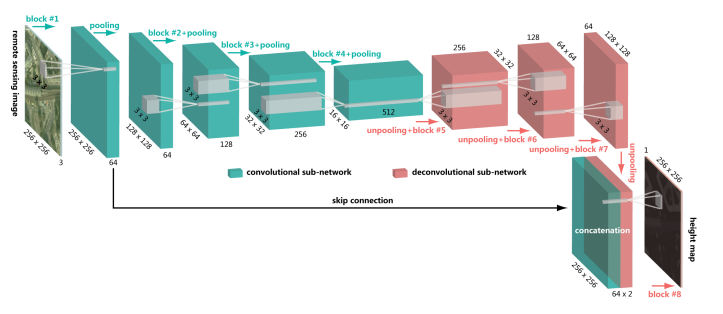 block #1
pooling
block #2+pooling
block #3+pooling
block #4+pooling
remote sensing image
3 x 3
256 x 256
3
256 x 256
64
3 x 3
128 x 128
64
3 x 3
64 x 64
128
3 x 3
32 x 32
256
512
16 x 16
unpooling+block #5
256
3 x 3
32 x 32
unpooling+block #6
128
3 x 3
64 x 64
unpooling+block #7
64
3 x 3
128 x 128
unpooling
convolutional sub-network
deconvolutional sub-network
skip connection
concatenation
256 x 256
64 x 2
1
256 x 256
height map
block #8